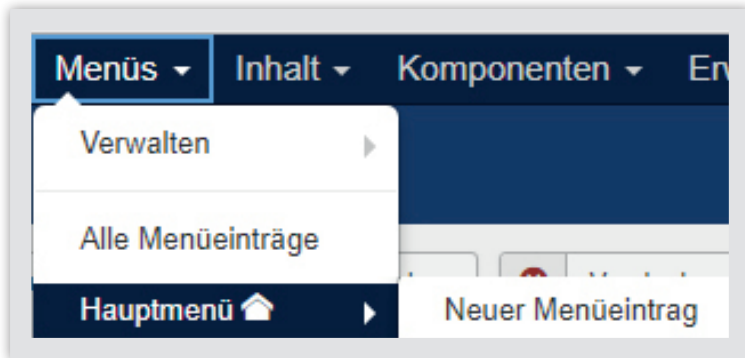 Menüs Inhalt Komponenten
Verwalten
Alle Menüeinträge
Hauptmenü Neuer Menüeintrag